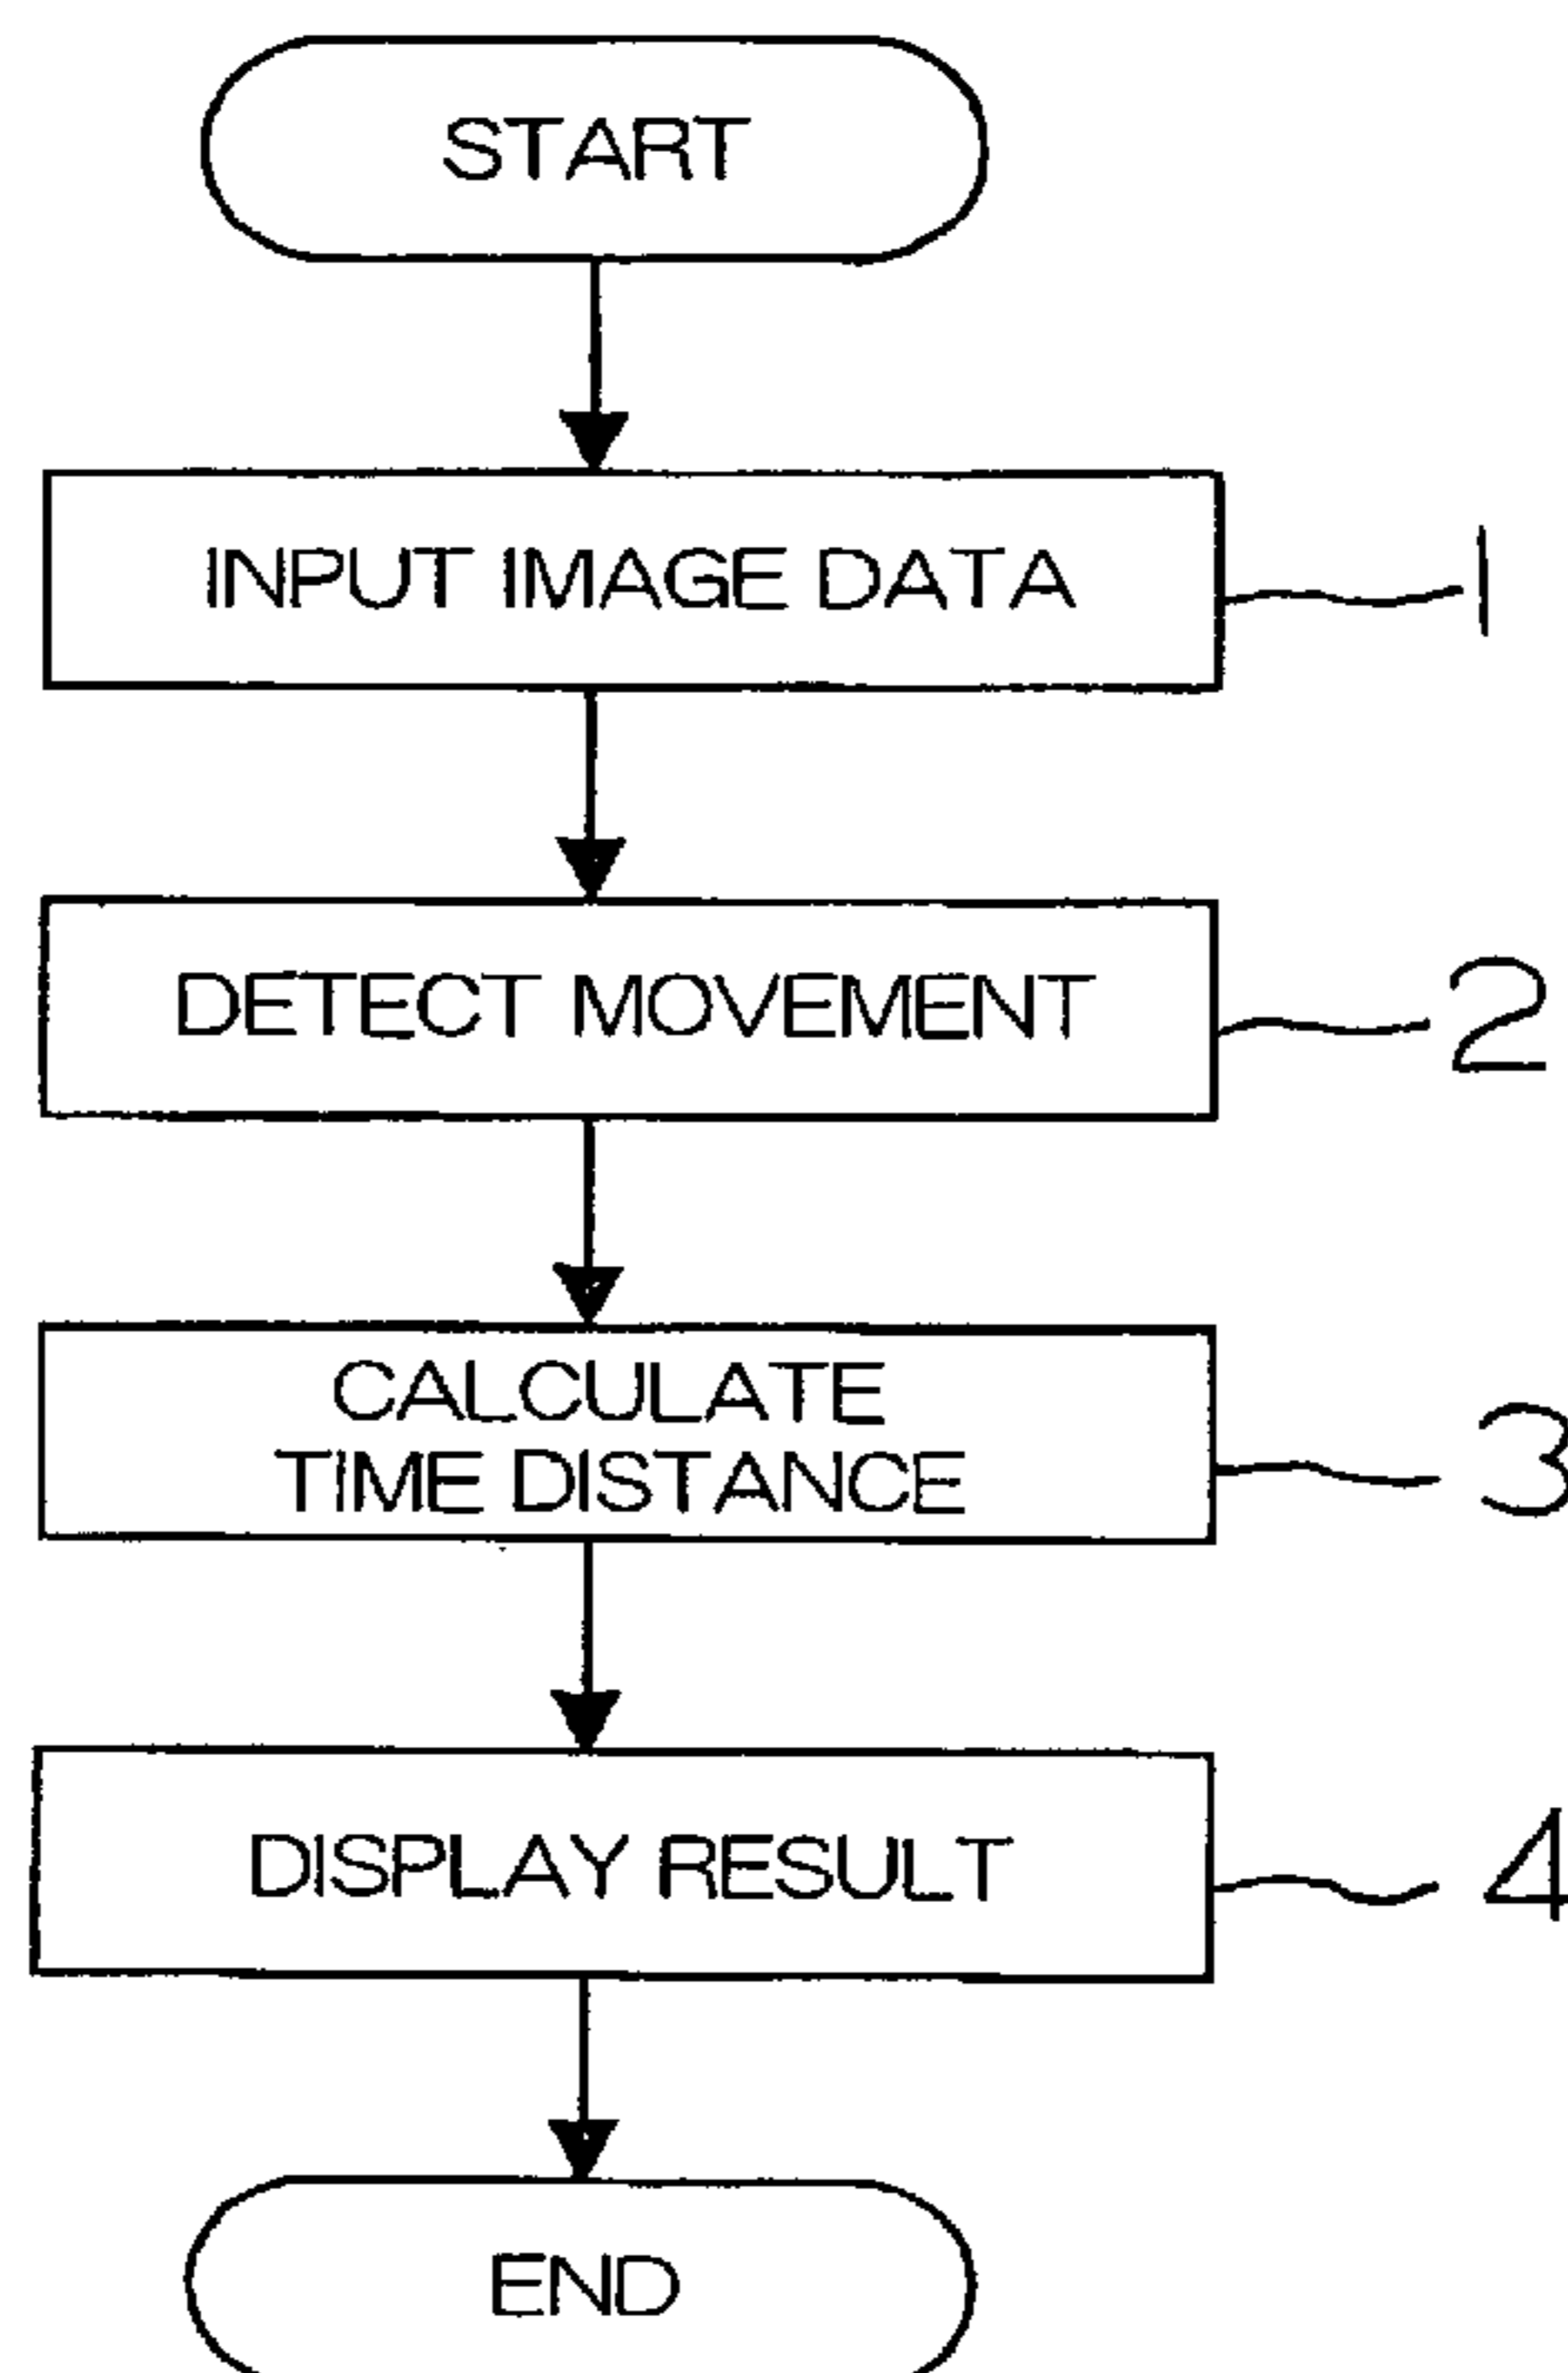 START
INPUT IMAGE DATA
1
DETECT MOVEMENT
2
CALCULATE
TIME DISTANCE
3
DISPLAY RESULT
4
END